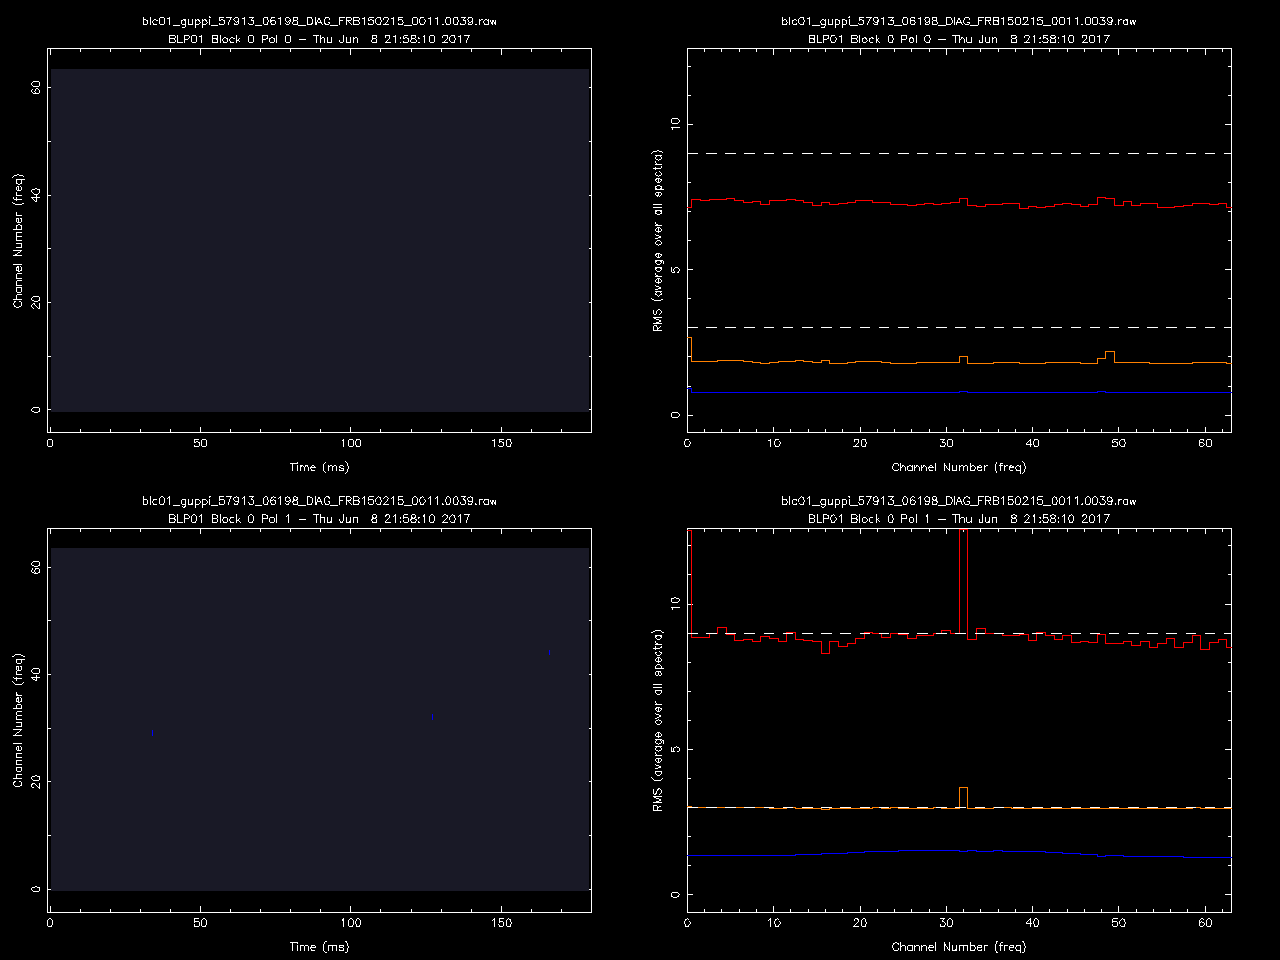 blc01_guppi_57913_06198_DIAG_FRB150215_0011.0039.raw
BLP01 Block 0 Pol 0 - Thu Jun  8 21:58:10 2017
Channel Number (freq)
60
40
20
0
0 50 100 150
Time (ms)
blc01_guppi_57913_06198_DIAG_FRB150215_0011.0039.raw
BLP01 Block 0 Pol 0 - Thu Jun  8 21:58:10 2017
RMS (average over all spectra)
10
5
0
0 10 20 30 40 50 60
Channel Number (freq)
blc01_guppi_57913_06198_DIAG_FRB150215_0011.0039.raw
BLP01 Block 0 Pol 1 - Thu Jun  8 21:58:10 2017
Channel Number (freq)
60
40
20
0
0 50 100 150
Time (ms)
blc01_guppi_57913_06198_DIAG_FRB150215_0011.0039.raw
BLP01 Block 0 Pol 1 - Thu Jun  8 21:58:10 2017
RMS (average over all spectra)
10
5
0
0 10 20 30 40 50 60
Channel Number (freq)